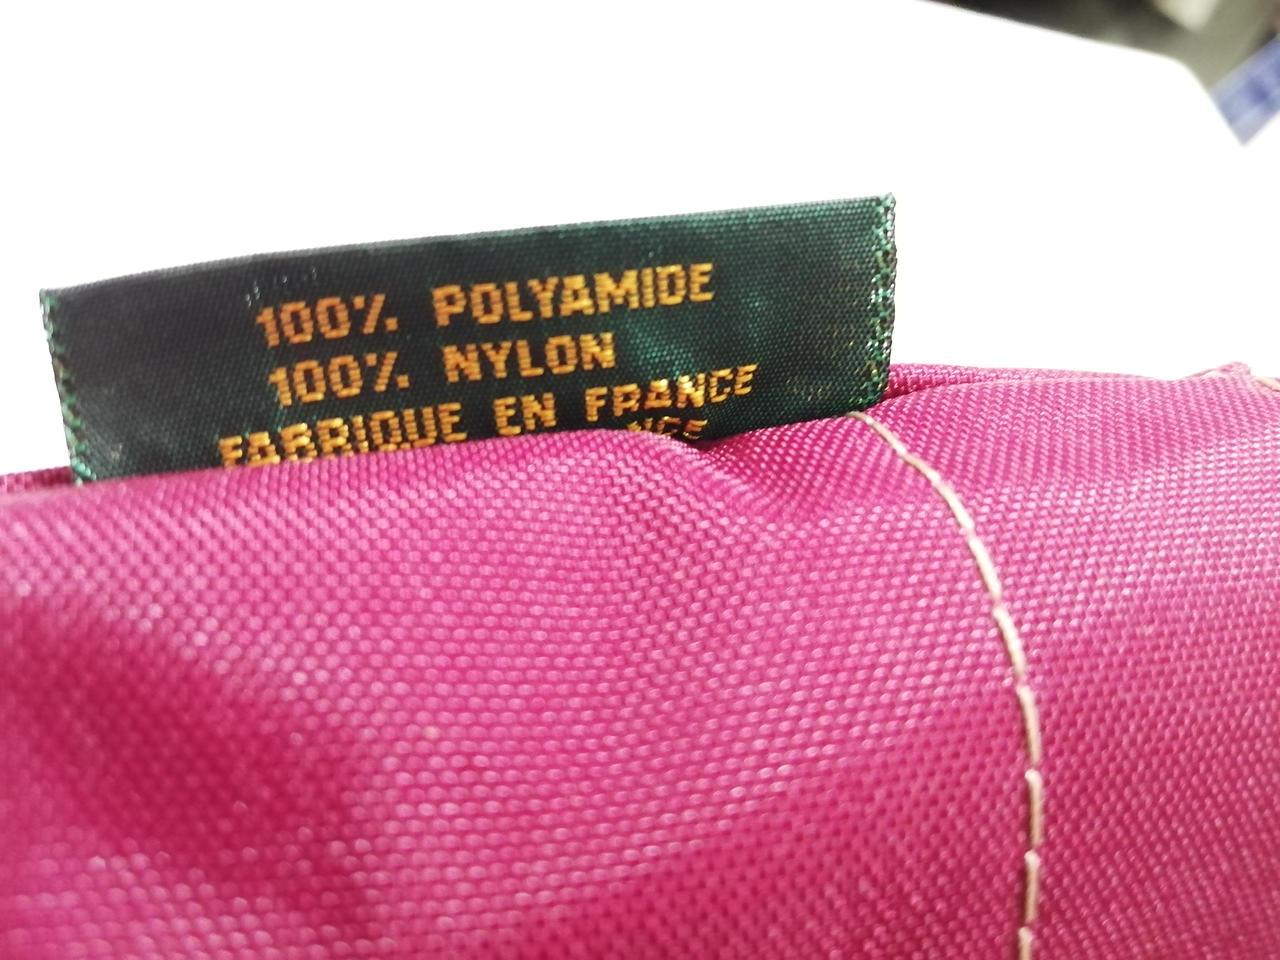 100% POLYAMIDE
100% NYLON
FABRIQUE EN FRANCE